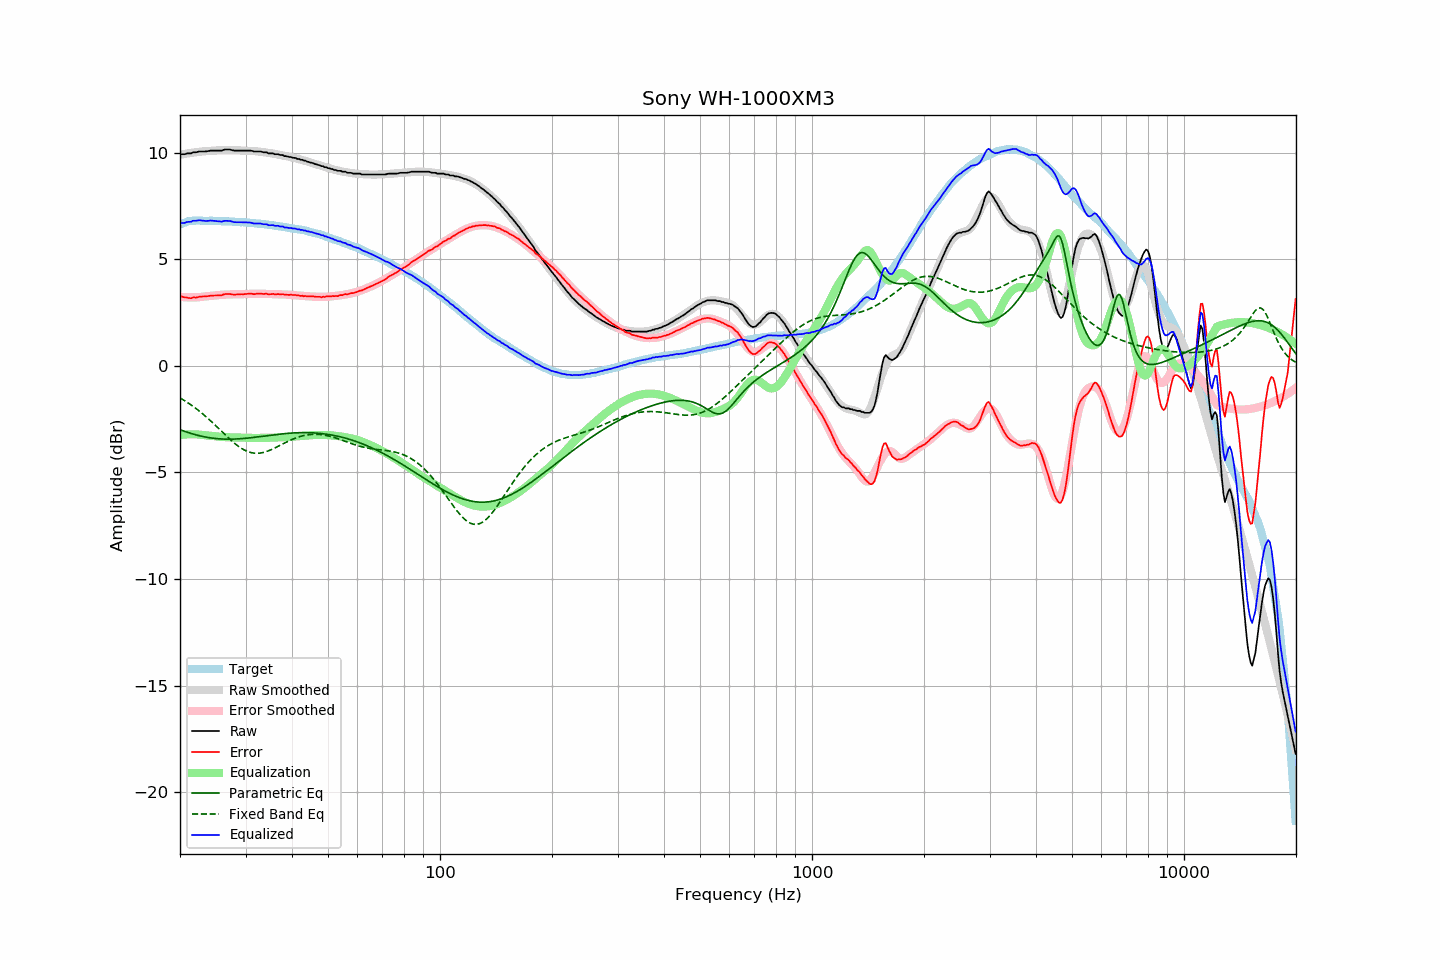 Sony WH-1000XM3
Amplitude (dBr)
10
5
0
−5
−10
−15
−20
Target
Raw Smoothed
Error Smoothed
Raw
Error
Equalization
Parametric Eq
Fixed Band Eq
Equalized
100
1000
10000
Frequency (Hz)